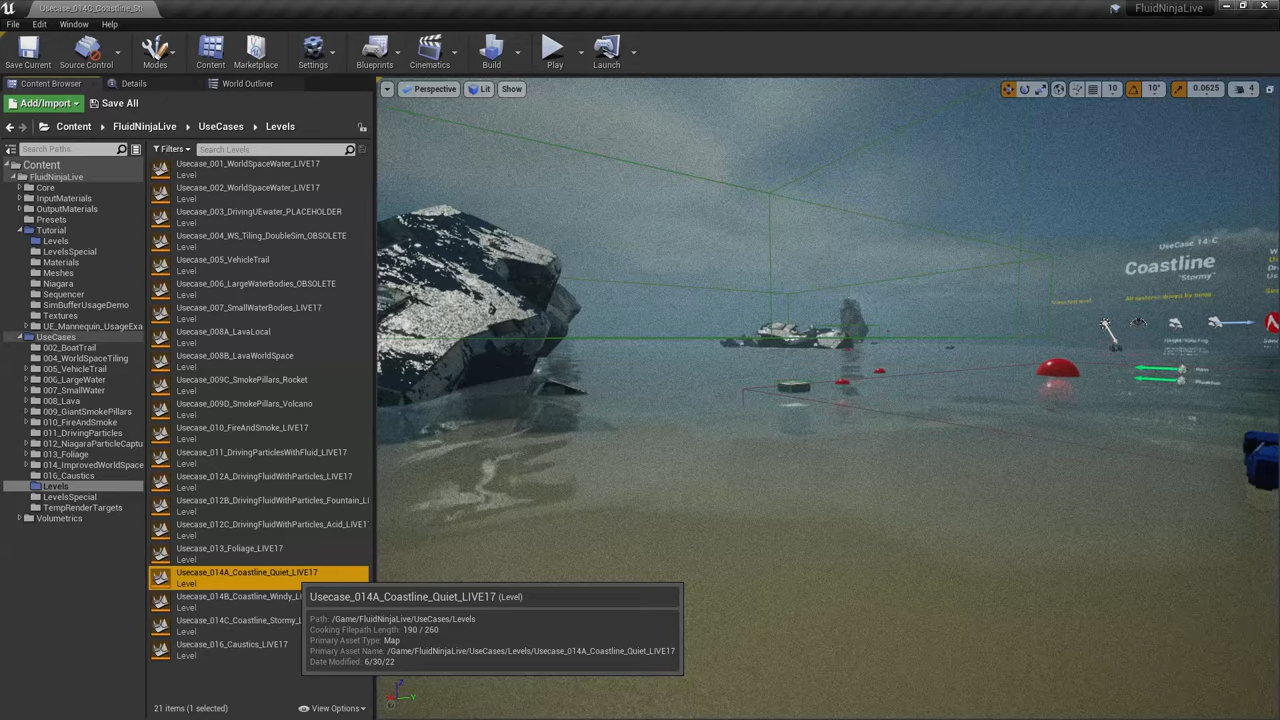 Usecase_014C_Coastline_St
FluidNinjaLive
File Edit Window Help
Save Current Source Control Modes Content Marketplace Settings Blueprints Cinematics Build Play Launch
Content Browser Details World Outliner
Perspective Lit Show 10 10° 0.0625 4
Add/Import Save All
Content FluidNinjaLive UseCases Levels
Search Paths
Filters Search Levels
Content
FluidNinjaLive
Core
InputMaterials
OutputMaterials
Presets
Tutorial
Levels
LevelsSpecial
Materials
Meshes
Niagara
Sequencer
SimBufferUsageDemo
Textures
UE_Mannequin_UsageExa
UseCases
002_BoatTrail
004_WorldSpaceTiling
005_VehicleTrail
006_LargeWater
007_SmallWater
008_Lava
009_GiantSmokePillars
010_FireAndSmoke
011_DrivingParticles
012_NiagaraParticleCaptu
013_Foliage
014_ImprovedWorldSpace
016_Caustics
Levels
LevelsSpecial
TempRenderTargets
Volumetrics
Usecase_001_WorldSpaceWater_LIVE17
Level
Usecase_002_WorldSpaceWater_LIVE17
Level
Usecase_003_DrivingUEwater_PLACEHOLDER
Level
Usecase_004_WS_Tiling_DoubleSim_OBSOLETE
Level
Usecase_005_VehicleTrail
Level
Usecase_006_LargeWaterBodies_OBSOLETE
Level
Usecase_007_SmallWaterBodies_LIVE17
Level
Usecase_008A_LavaLocal
Level
Usecase_008B_LavaWorldSpace
Level
Usecase_009C_SmokePillars_Rocket
Level
Usecase_009D_SmokePillars_Volcano
Level
Usecase_010_FireAndSmoke_LIVE17
Level
Usecase_011_DrivingParticlesWithFluid_LIVE17
Level
Usecase_012A_DrivingFluidWithParticles_LIVE17
Level
Usecase_012B_DrivingFluidWithParticles_Fountain_L
Level
Usecase_012C_DrivingFluidWithParticles_Acid_LIVE17
Level
Usecase_013_Foliage_LIVE17
Level
Usecase_014A_Coastline_Quiet_LIVE17
Level
Usecase_014B_Coastline_Windy_L
Level
Usecase_014C_Coastline_Stormy_L
Level
Usecase_016_Caustics_LIVE17
Level
21 items (1 selected) View Options
UseCase 14-C
Coastline
"Stormy"
Usecase_014A_Coastline_Quiet_LIVE17 (Level)
Path: /Game/FluidNinjaLive/UseCases/Levels
Cooking Filepath Length: 190 / 260
Primary Asset Type: Map
Primary Asset Name: /Game/FluidNinjaLive/UseCases/Levels/Usecase_014A_Coastline_Quiet_LIVE17
Date Modified: 6/30/22
Z
X Y